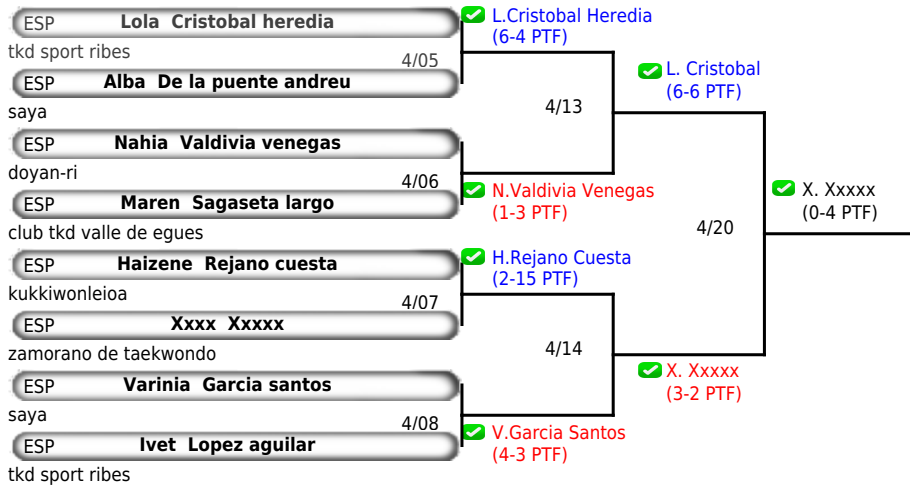 ESP Lola Cristobal heredia
tkd sport ribes
4/05
ESP Alba De la puente andreu
saya
ESP Nahia Valdivia venegas
doyan-ri
4/06
ESP Maren Sagaseta largo
club tkd valle de egues
ESP Haizene Rejano cuesta
kukkiwonleioa
4/07
ESP Xxxx Xxxxx
zamorano de taekwondo
ESP Varinia Garcia santos
saya
4/08
ESP Ivet Lopez aguilar
tkd sport ribes
L.Cristobal Heredia
(6-4 PTF)
4/13
N.Valdivia Venegas
(1-3 PTF)
H.Rejano Cuesta
(2-15 PTF)
4/14
V.Garcia Santos
(4-3 PTF)
L. Cristobal
(6-6 PTF)
4/20
X. Xxxxx
(3-2 PTF)
X. Xxxxx
(0-4 PTF)